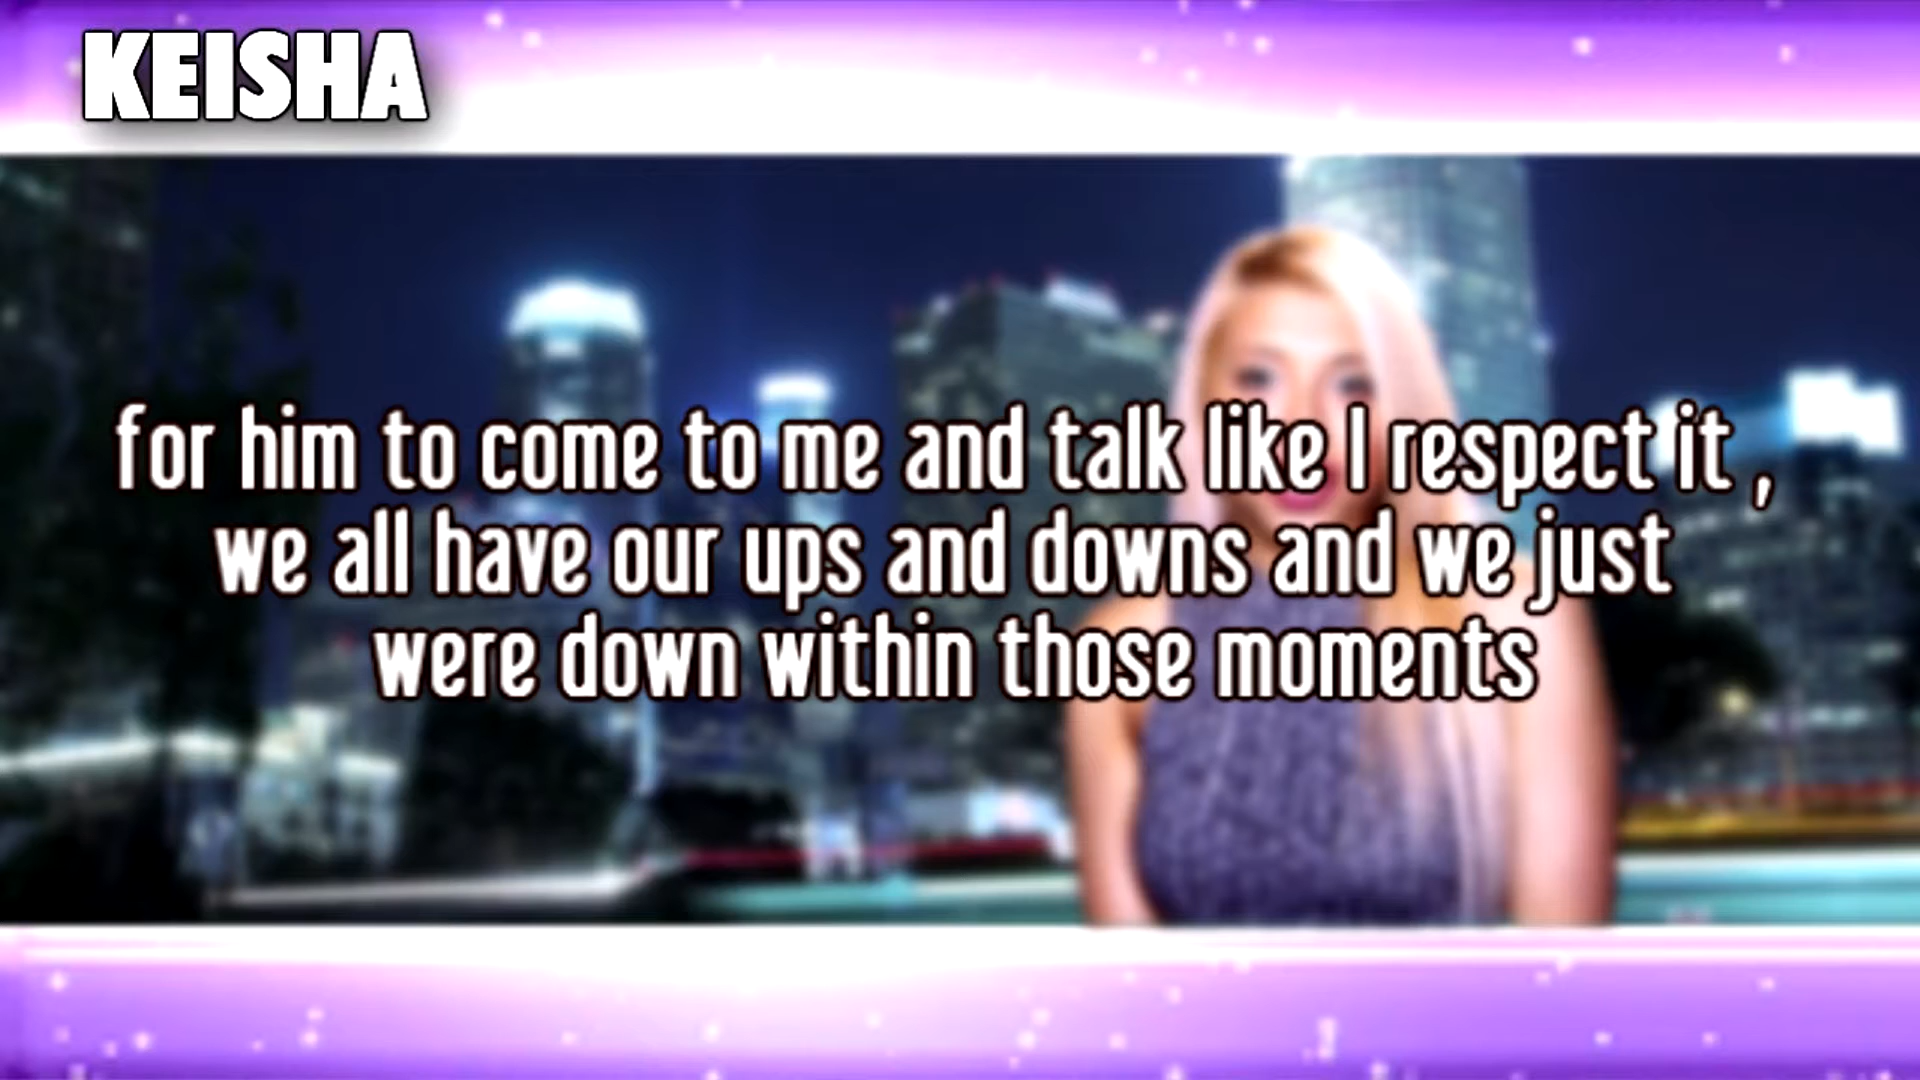 KEISHA
for him to come to me and talk like I respect it ,
we all have our ups and downs and we just
were down within those moments